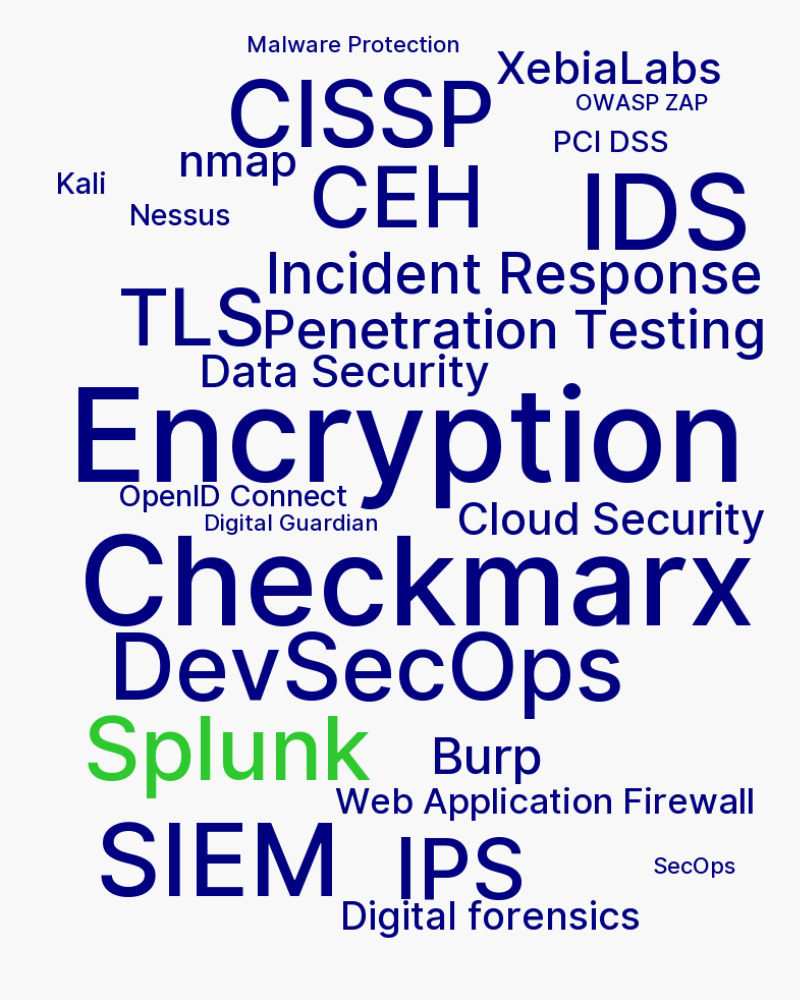 Malware Protection
XebiaLabs
CISSP
OWASP ZAP
PCI DSS
nmap
Kali
CEH
IDS
Nessus
Incident Response
TLS
Penetration Testing
Data Security
Encryption
OpenID Connect
Digital Guardian
Cloud Security
Checkmarx
DevSecOps
Splunk
Burp
Web Application Firewall
SIEM
IPS
SecOps
Digital forensics